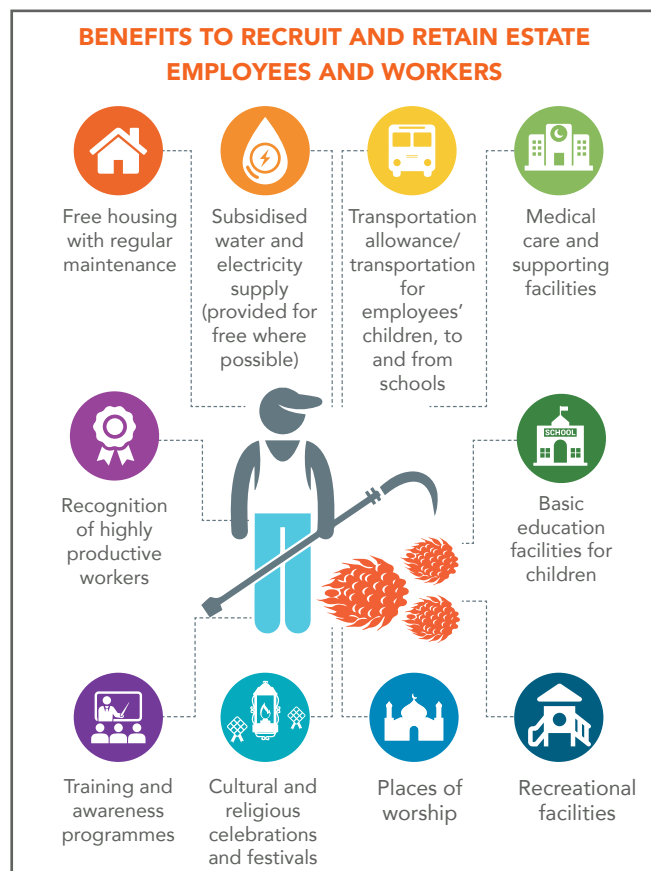 BENEFITS TO RECRUIT AND RETAIN ESTATE
EMPLOYEES AND WORKERS
Free housing
with regular
maintenance
Subsidised
water and
electricity
supply
(provided for
free where
possible)
Transportation
allowance/
transportation
for
employees’
children, to
and from
schools
Medical
care and
supporting
facilities
Recognition
of highly
productive
workers
SCHOOL
Basic
education
facilities for
children
Training and
awareness
programmes
Cultural and
religious
celebrations
and festivals
Places of
worship
Recreational
facilities